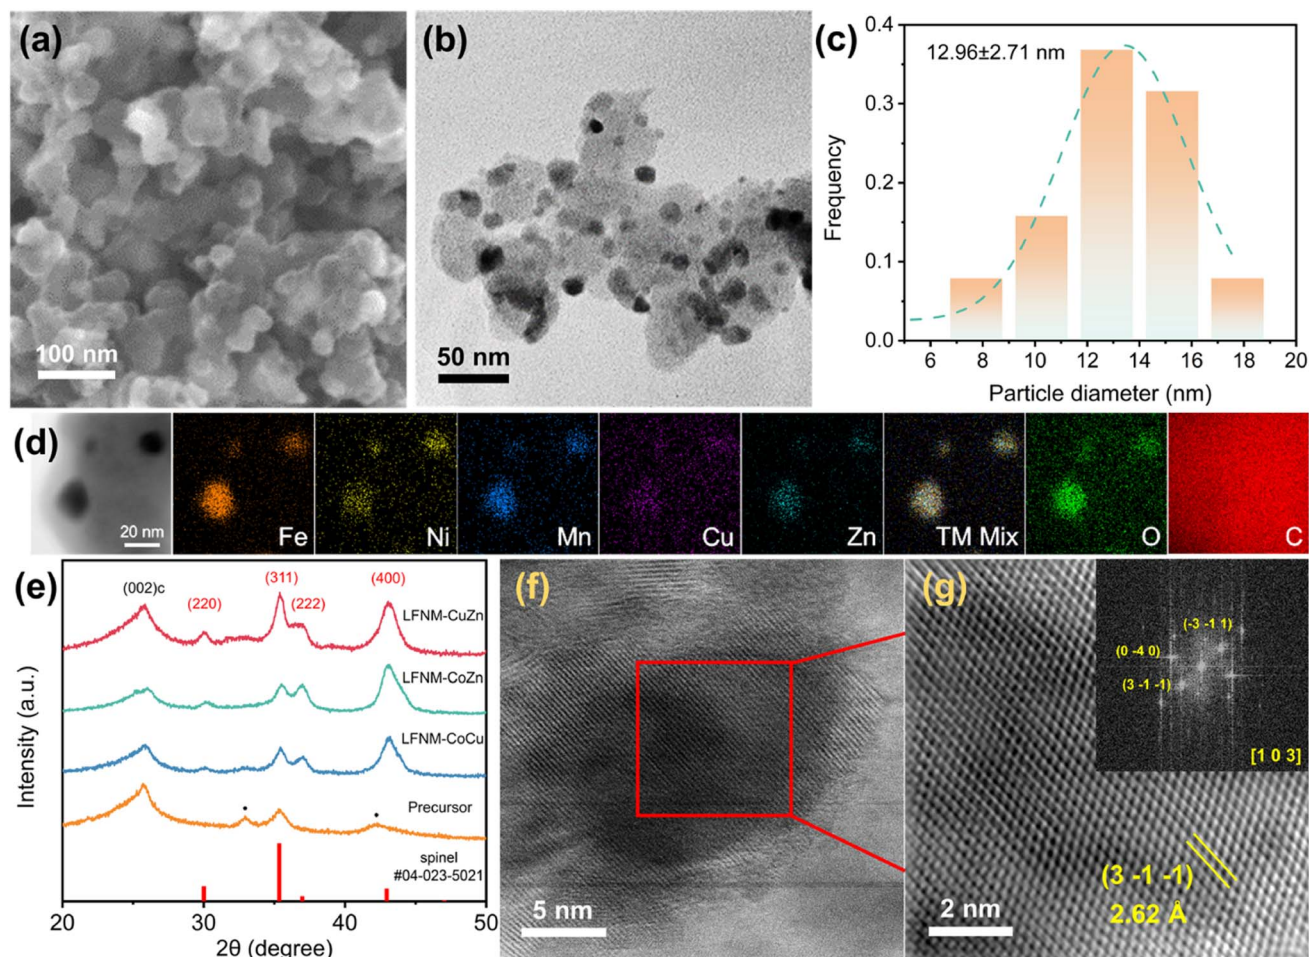 (a)
100 nm
(b)
50 nm
(c)
12.96±2.71 nm
Frequency
0.4
0.3
0.2
0.1
0.0
6 8 10 12 14 16 18 20
Particle diameter (nm)
(d)
20 nm
Fe
Ni
Mn
Cu
Zn
TM Mix
O
C
(e)
Intensity (a.u.)
(002)c
(220)
(311)
(222)
(400)
LFNM-CuZn
LFNM-CoZn
LFNM-CoCu
Precursor
spinel
#04-023-5021
20 30 40 50
2θ (degree)
(f)
5 nm
(g)
(-3 -1 1)
(0 -4 0)
(3 -1 -1)
[1 0 3]
(3 -1 -1)
2.62 Å
2 nm